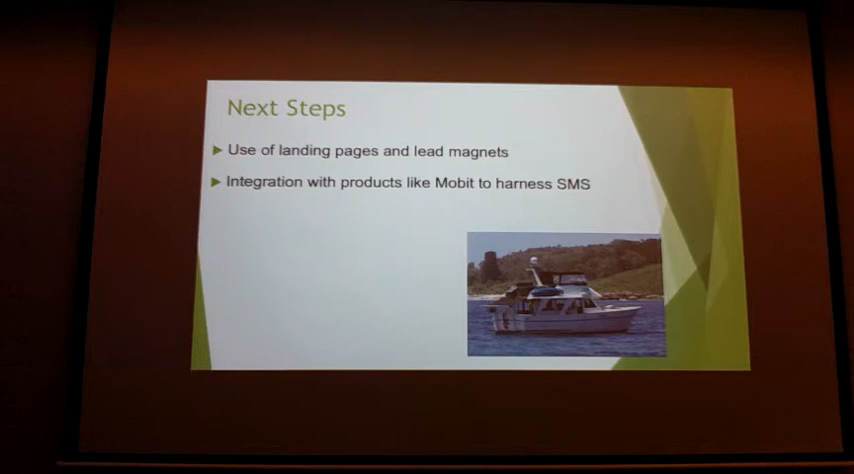 Next Steps
Use of landing pages and lead magnets
Integration with products like Mobit to harness SMS